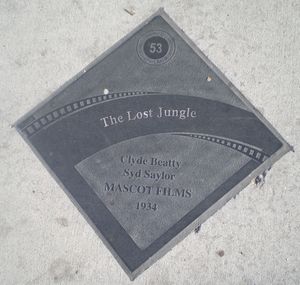 53
The Lost Jungle
Clyde Beatty
Syd Saylor
MASCOT FILMS
1934